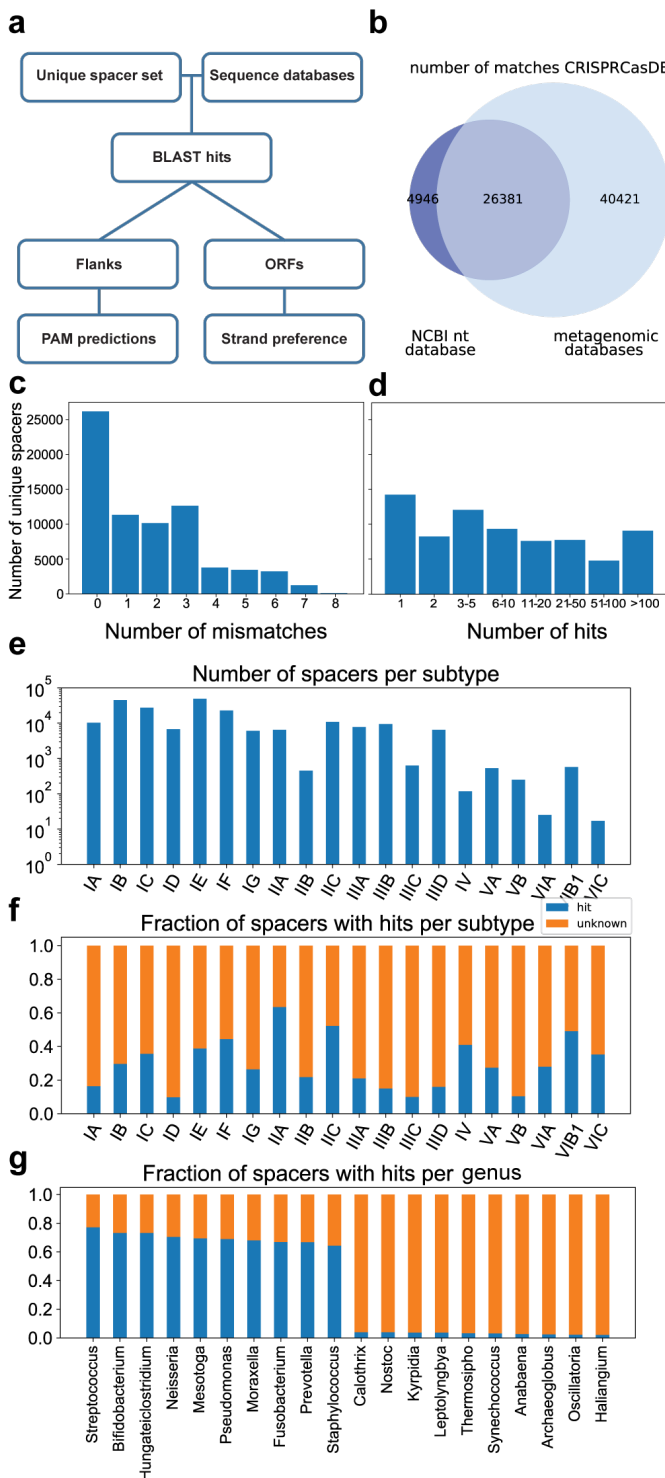 a
Unique spacer set
Sequence databases
BLAST hits
Flanks
ORFs
PAM predictions
Strand preference
b
number of matches CRISPRCasDB
4946
26381
40421
NCBI nt
database
metagenomic
databases
c
Number of unique spacers
25000
20000
15000
10000
5000
0
0 1 2 3 4 5 6 7 8
Number of mismatches
d
1 2 3-5 6-10 11-20 21-50 51-100 >100
Number of hits
e
Number of spacers per subtype
10^5
10^4
10^3
10^2
10^1
10^0
IA IB IC ID IE IF IG IIA IIB IIC IIIA IIIB IIIC IIID IV VA VB VIA VIB1 VIC
f
Fraction of spacers with hits per subtype
hit
unknown
1.0
0.8
0.6
0.4
0.2
0.0
IA IB IC ID IE IF IG IIA IIB IIC IIIA IIIB IIIC IIID IV VA VB VIA VIB1 VIC
g
Fraction of spacers with hits per genus
1.0
0.8
0.6
0.4
0.2
0.0
Streptococcus
Bifidobacterium
Hungateiclostridium
Neisseria
Mesotoga
Pseudomonas
Moraxella
Fusobacterium
Prevotella
Staphylococcus
Calothrix
Nostoc
Kyrpidia
Leptolyngbya
Thermosipho
Synechococcus
Anabaena
Archaeoglobus
Oscillatoria
Haliangium